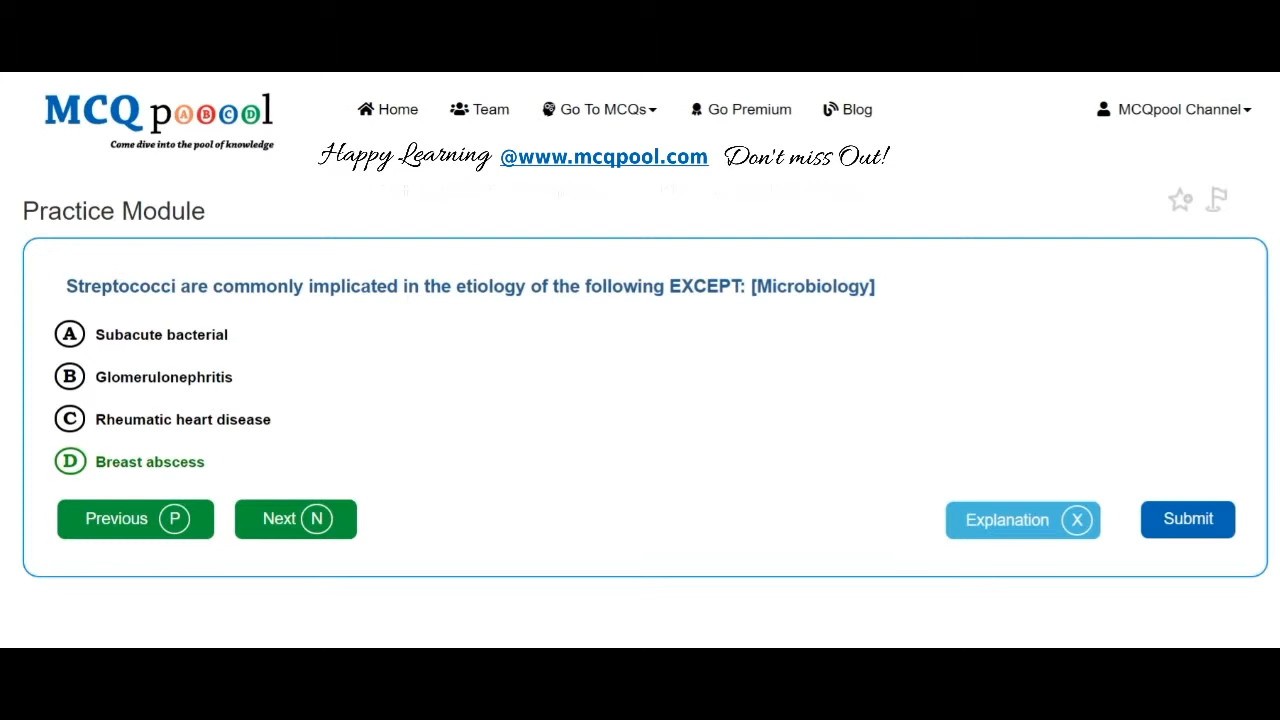 MCQ pooool
Come dive into the pool of knowledge
Home Team Go To MCQs Go Premium Blog MCQpool Channel
Happy Learning @www.mcqpool.com Don't miss Out!
Practice Module
Streptococci are commonly implicated in the etiology of the following EXCEPT: [Microbiology]
A Subacute bacterial
B Glomerulonephritis
C Rheumatic heart disease
D Breast abscess
Previous P Next N Explanation X Submit